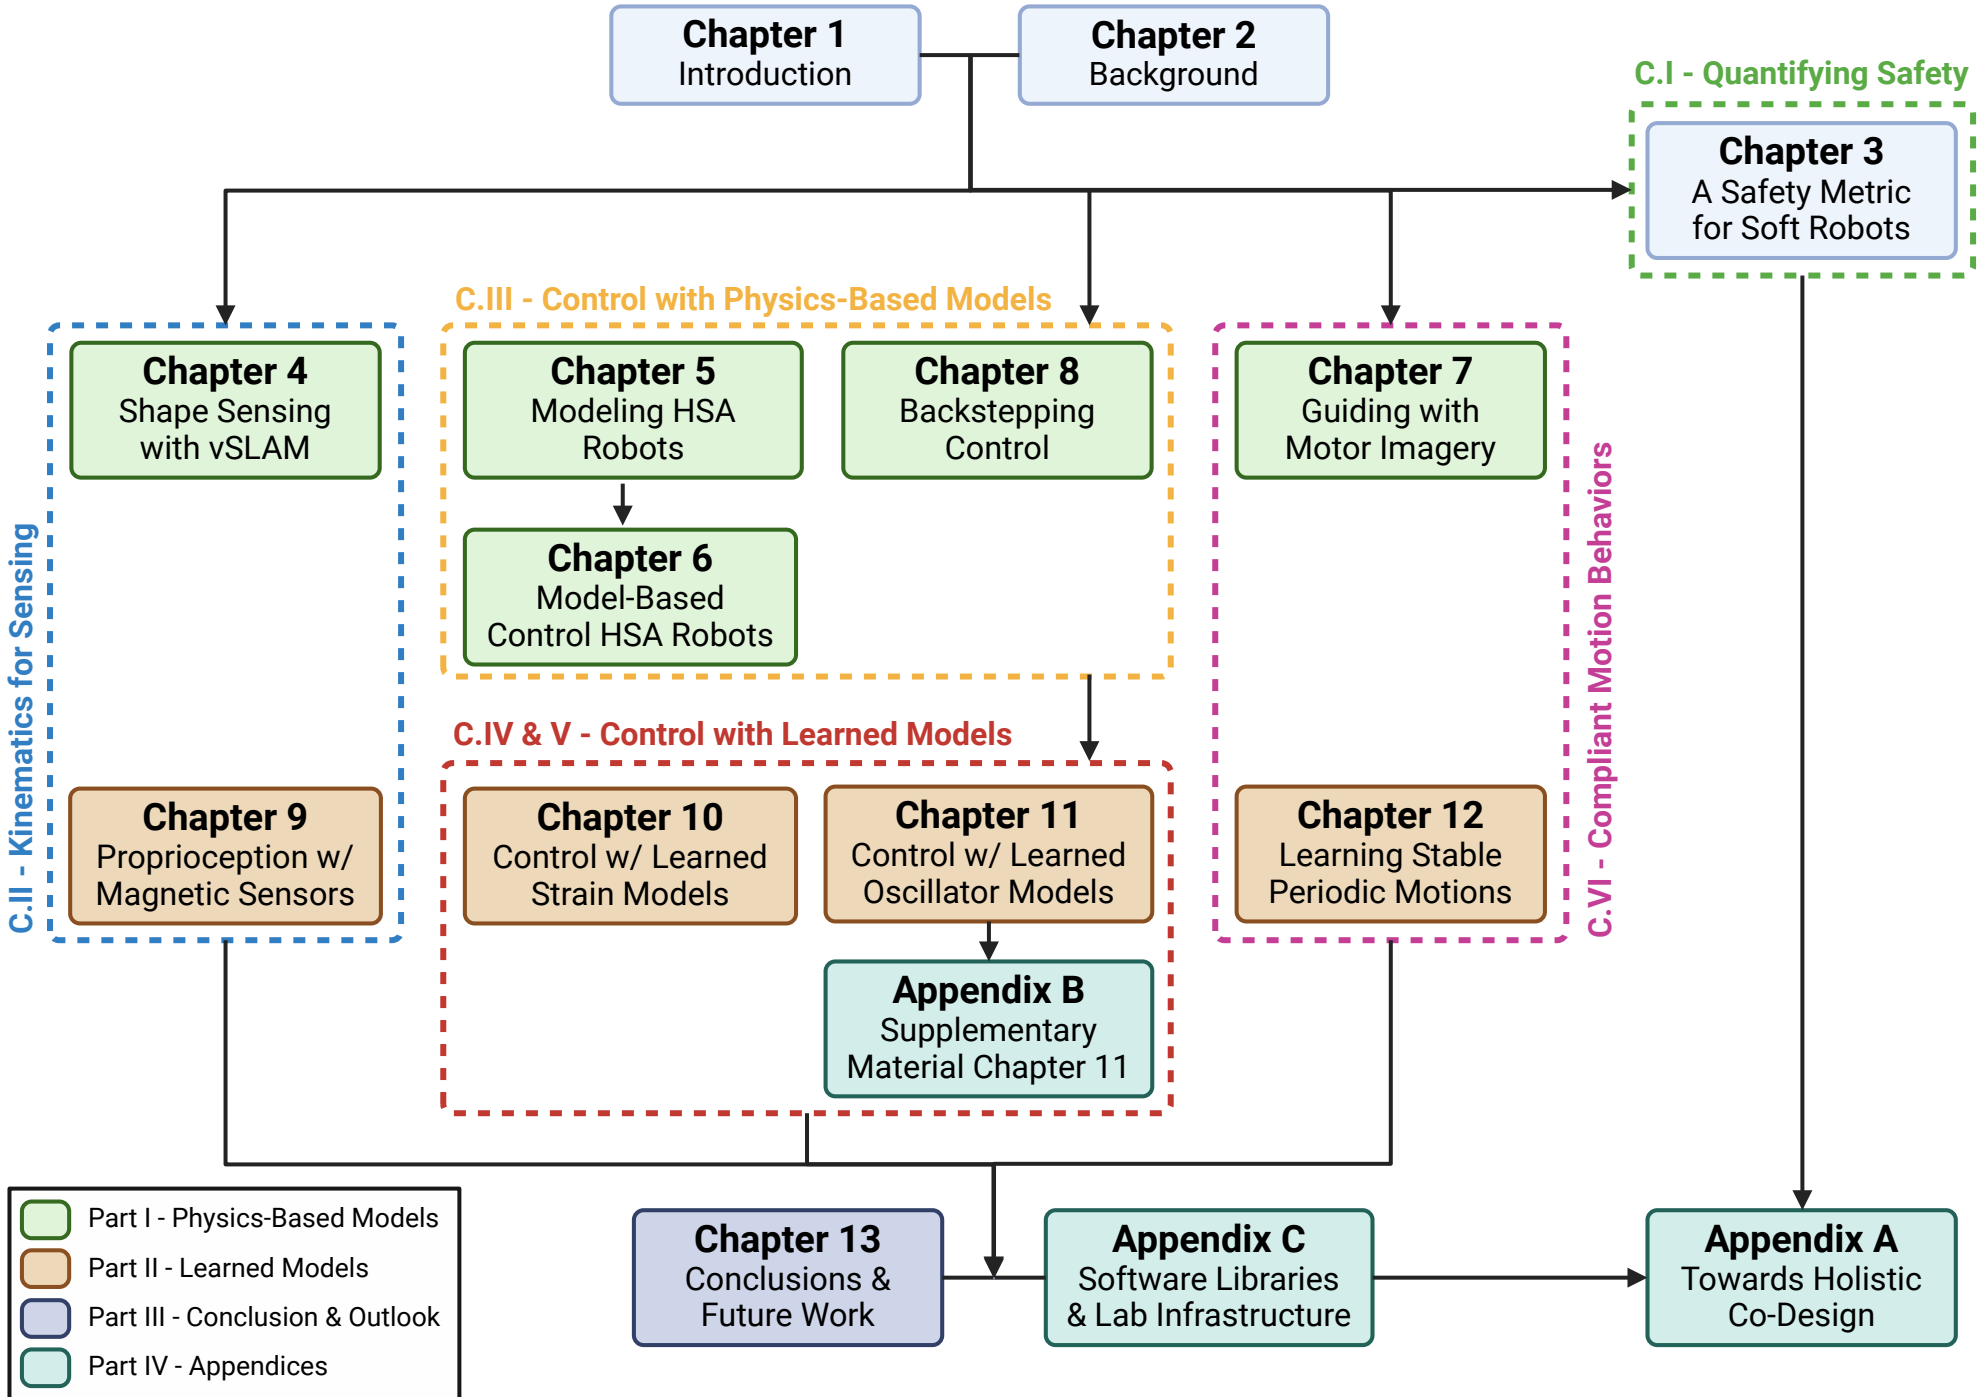 Chapter 1
Introduction
Chapter 2
Background
C.I - Quantifying Safety
Chapter 3
A Safety Metric
for Soft Robots
C.III - Control with Physics-Based Models
Chapter 4
Shape Sensing
with vSLAM
Chapter 5
Modeling HSA
Robots
Chapter 8
Backstepping
Control
Chapter 7
Guiding with
Motor Imagery
Chapter 6
Model-Based
Control HSA Robots
C.II - Kinematics for Sensing
C.VI - Compliant Motion Behaviors
C.IV & V - Control with Learned Models
Chapter 9
Proprioception w/
Magnetic Sensors
Chapter 10
Control w/ Learned
Strain Models
Chapter 11
Control w/ Learned
Oscillator Models
Chapter 12
Learning Stable
Periodic Motions
Appendix B
Supplementary
Material Chapter 11
Part I - Physics-Based Models
Part II - Learned Models
Part III - Conclusion & Outlook
Part IV - Appendices
Chapter 13
Conclusions &
Future Work
Appendix C
Software Libraries
& Lab Infrastructure
Appendix A
Towards Holistic
Co-Design